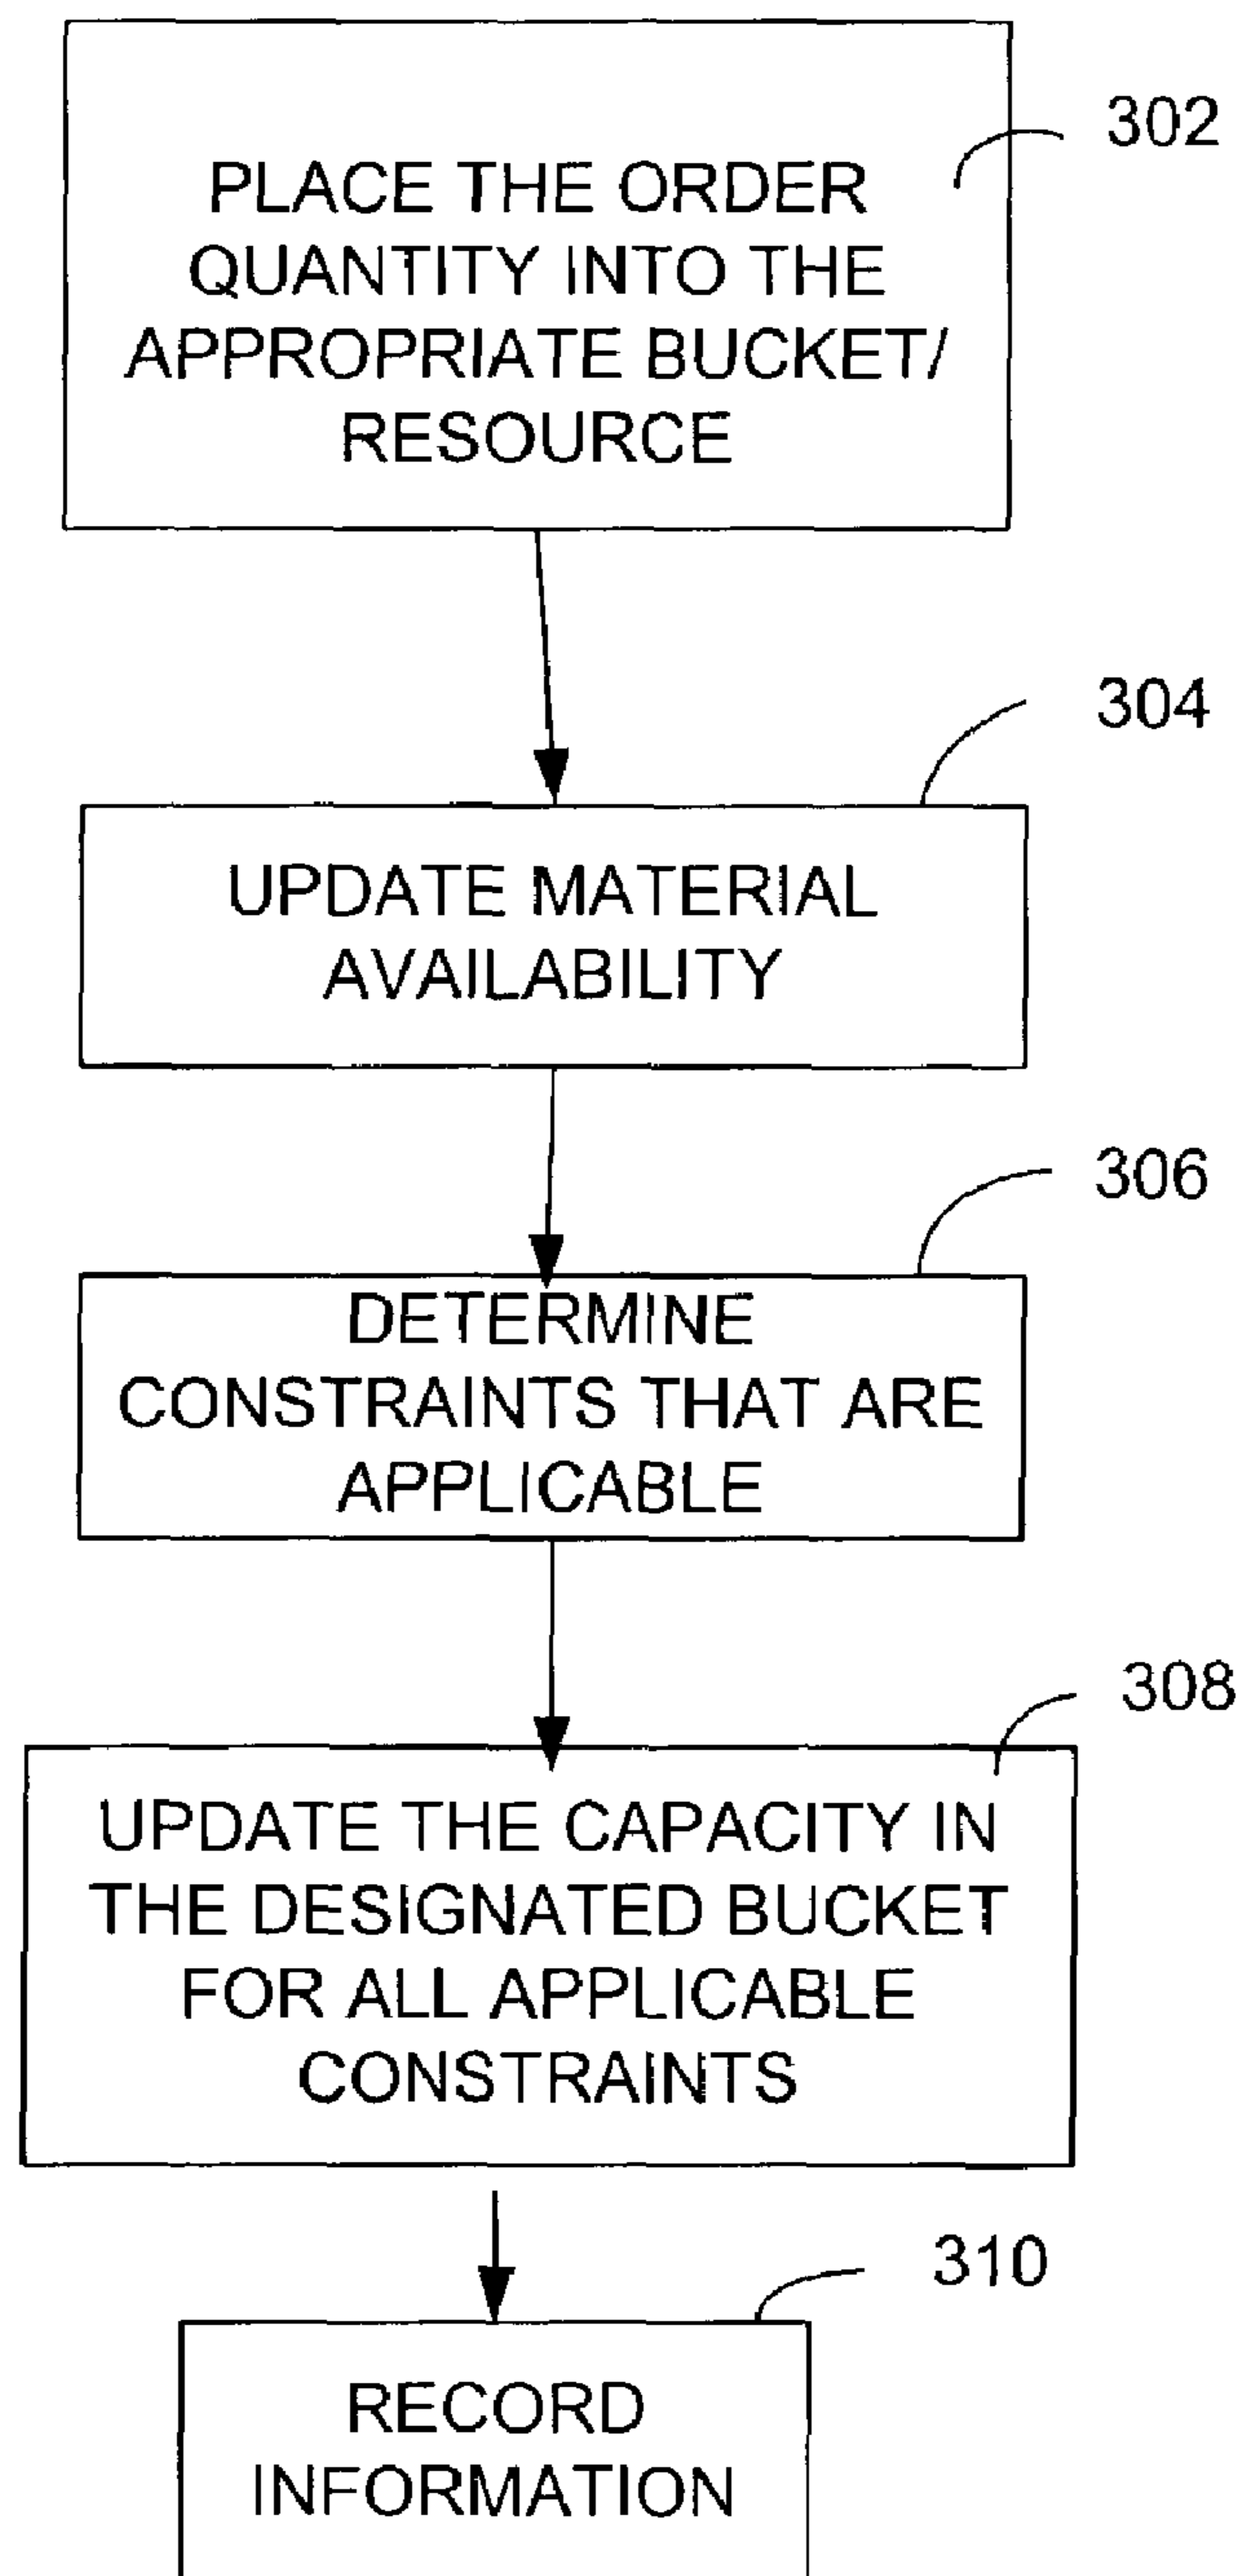 302
PLACE THE ORDER
QUANTITY INTO THE
APPROPRIATE BUCKET/
RESOURCE
304
UPDATE MATERIAL
AVAILABILITY
306
DETERMINE
CONSTRAINTS THAT ARE
APPLICABLE
308
UPDATE THE CAPACITY IN
THE DESIGNATED BUCKET
FOR ALL APPLICABLE
CONSTRAINTS
310
RECORD
INFORMATION